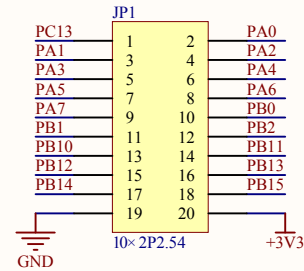 JP1
PC13 1 2 PA0
PA1 3 4 PA2
PA3 5 6 PA4
PA5 7 8 PA6
PA7 9 10 PB0
PB1 11 12 PB2
PB10 13 14 PB11
PB12 15 16 PB13
PB14 17 18 PB15
19 20
GND 10×2P2.54 +3V3